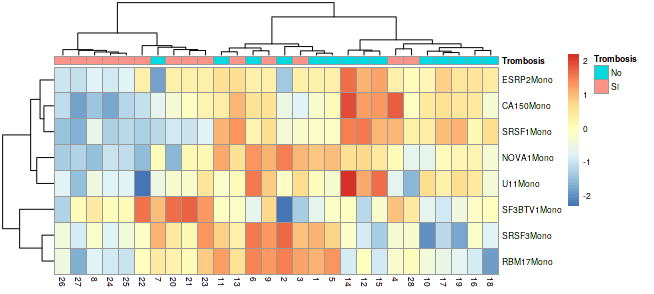 Trombosis
ESRP2Mono
CA150Mono
SRSF1Mono
NOVA1Mono
U11Mono
SF3BTV1Mono
SRSF3Mono
RBM17Mono
26 27 8 24 25 22 7 20 21 23 11 13 6 9 2 3 1 5 14 12 15 4 28 10 17 19 16 18
2
1
0
-1
-2
Trombosis
No
SI